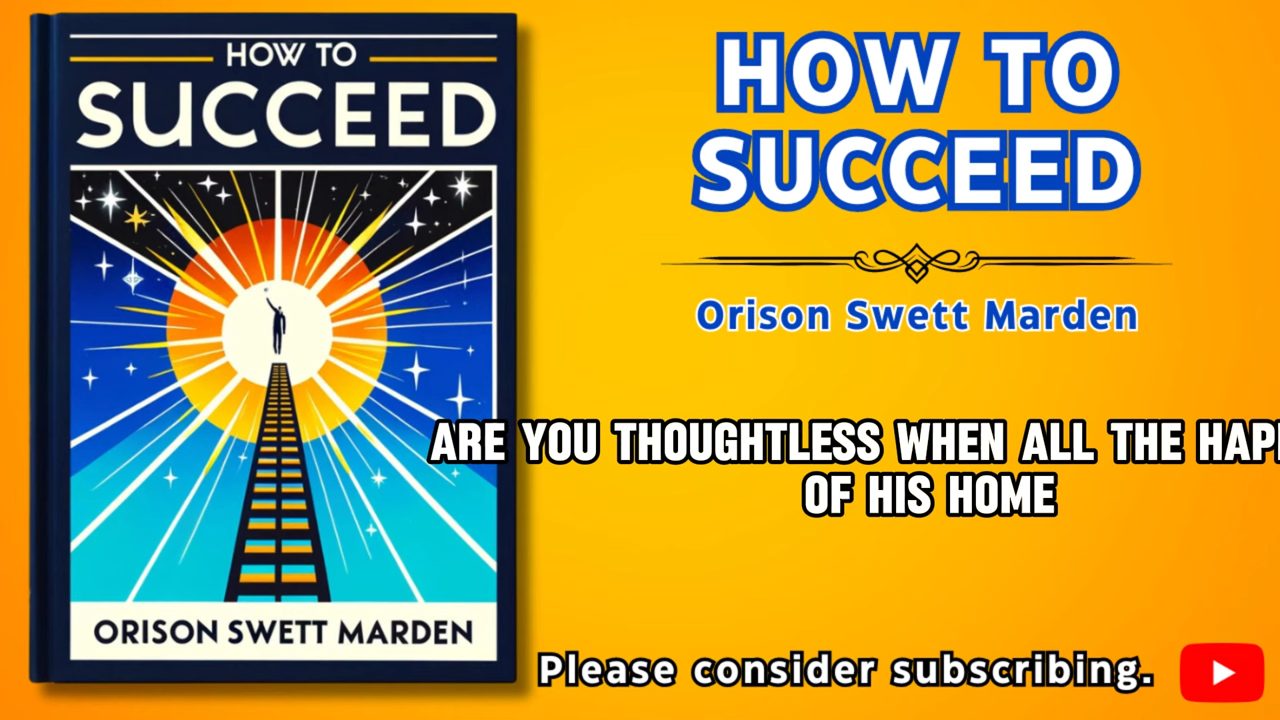 HOW TO
SUCCEED
ORISON SWETT MARDEN
HOW TO
SUCCEED
Orison Swett Marden
ARE YOU THOUGHTLESS WHEN ALL THE
OF HIS HOME
Please consider subscribing.